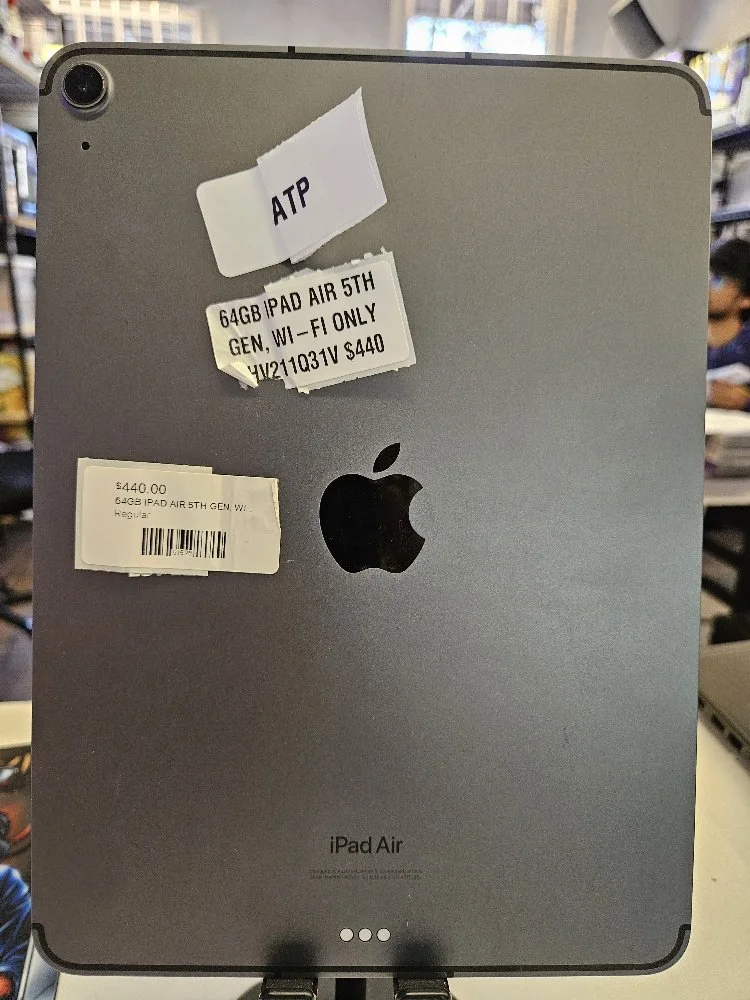 ATP
64GB IPAD AIR 5TH
GEN, WI-FI ONLY
HV211Q31V $440
$440.00
64GB IPAD AIR 5TH GEN, WI...
Regular
iPad Air